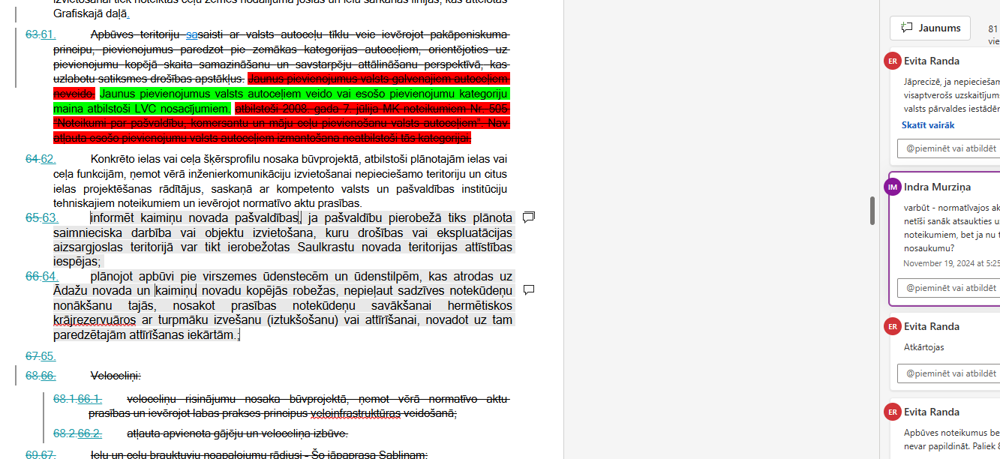 izvietošanai tiek noteiktas ceļu zemes nodalījuma joslas un ielu sarkanās līnijas, kas attēlotas
Grafiskajā daļā.
63.61. Apbūves teritoriju sasaisti ar valsts autoceļu tīklu veic ievērojot pakāpeniskuma
principu, pievienojumus paredzot pie zemākas kategorijas autoceļiem, orientējoties uz
pievienojumu kopējā skaita samazināšanu un savstarpēju attālināšanu perspektīvā, kas
uzlabotu satiksmes drošības apstākļus. Jaunus pievienojumus valsts galvenajiem autoceļiem
neveido. Jaunus pievienojumus valsts autoceļiem veido vai esošo pievienojumu kategoriju
maina atbilstoši LVC nosacījumiem. atbilstoši 2008. gada 7. jūlija MK noteikumiem Nr. 505
"Noteikumi par pašvaldību, komersantu un māju ceļu pievienošanu valsts autoceļiem". Nav
atļauta esošo pievienojumu valsts autoceļiem izmantošana neatbilstoši tās kategorijai.
64.62. Konkrēto ielas vai ceļa šķērsprofilu nosaka būvprojektā, atbilstoši plānotajām ielas vai
ceļa funkcijām, ņemot vērā inženierkomunikāciju izvietošanai nepieciešamo teritoriju un citus
ielas projektēšanas rādītājus, saskaņā ar kompetento valsts un pašvaldības institūciju
tehniskajiem noteikumiem un ievērojot normatīvo aktu prasības.
65.63. informēt kaimiņu novada pašvaldības, ja pašvaldību pierobežā tiks plānota
saimnieciska darbība vai objektu izvietošana, kuru drošības vai ekspluatācijas
aizsargjoslas teritorijā var tikt ierobežotas Saulkrastu novada teritorijas attīstības
iespējas;
66.64. plānojot apbūvi pie virszemes ūdenstecēm un ūdenstilpēm, kas atrodas uz
Ādažu novada un kaimiņu novadu kopējās robežas, nepieļaut sadzīves notekūdeņu
nonākšanu tajās, nosakot prasības notekūdeņu savākšanai hermētiskos
krājrezervuāros ar turpmāku izvešanu (iztukšošanu) vai attīrīšanai, novadot uz tam
paredzētajām attīrīšanas iekārtām.;
67.65.
68.66. Veloceliņi:
68.1.66.1. veloceliņu risinājumu nosaka būvprojektā, ņemot vērā normatīvo aktu
prasības un ievērojot labas prakses principus veloinfrastruktūras veidošanā;
68.2.66.2. atļauta apvienota gājēju un veloceliņa izbūve.
69.67. Ielu un ceļu brauktuvju noapaļojumu rādiusi - Šo jāpaprasa Sabļinam:
Jaunums
81
vie
ER Evita Randa
Jāprecizē, ja nepieciešam
visaptverošs uzskaitījum
valsts pārvaldes iestādēr
Skatīt vairāk
@pieminēt vai atbildēt
IM Indra Murziņa
varbūt - normatīvajos ak
netīši sanāk atsaukties u
noteikumiem, bet ja nu t
nosaukumu?
November 19, 2024 at 5:25
@pieminēt vai atbildēt
ER Evita Randa
Atkārtojas
@pieminēt vai atbildēt
ER Evita Randa
Apbūves noteikumus be
nevar papildināt. Paliek